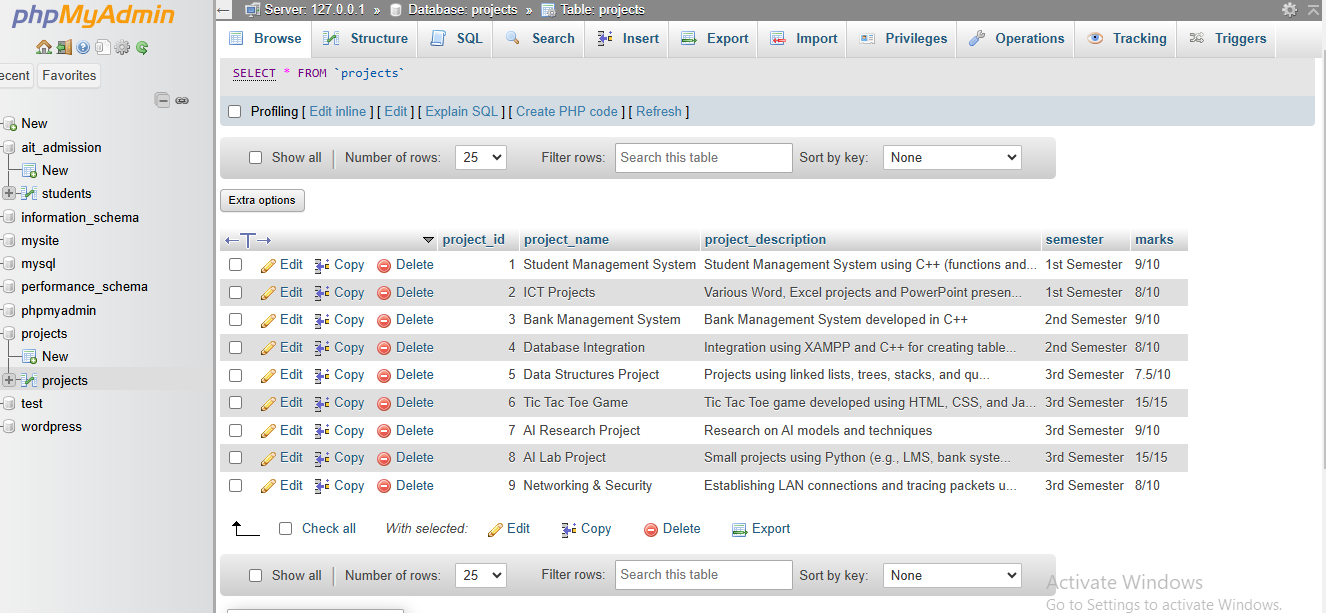 phpMyAdmin
Server: 127.0.0.1 » Database: projects » Table: projects
Browse Structure SQL Search Insert Export Import Privileges Operations Tracking Triggers
ecent Favorites
New
ait_admission
New
students
information_schema
mysite
mysql
performance_schema
phpmyadmin
projects
New
projects
test
wordpress
SELECT * FROM `projects`
Profiling [ Edit inline ] [ Edit ] [ Explain SQL ] [ Create PHP code ] [ Refresh ]
Show all Number of rows: 25 Filter rows: Search this table Sort by key: None
Extra options
←T→ project_id project_name project_description semester marks
Edit Copy Delete 1 Student Management System Student Management System using C++ (functions and... 1st Semester 9/10
Edit Copy Delete 2 ICT Projects Various Word, Excel projects and PowerPoint presen... 1st Semester 8/10
Edit Copy Delete 3 Bank Management System Bank Management System developed in C++ 2nd Semester 9/10
Edit Copy Delete 4 Database Integration Integration using XAMPP and C++ for creating table... 2nd Semester 8/10
Edit Copy Delete 5 Data Structures Project Projects using linked lists, trees, stacks, and qu... 3rd Semester 7.5/10
Edit Copy Delete 6 Tic Tac Toe Game Tic Tac Toe game developed using HTML, CSS, and Ja... 3rd Semester 15/15
Edit Copy Delete 7 AI Research Project Research on AI models and techniques 3rd Semester 9/10
Edit Copy Delete 8 AI Lab Project Small projects using Python (e.g., LMS, bank syste... 3rd Semester 15/15
Edit Copy Delete 9 Networking & Security Establishing LAN connections and tracing packets u... 3rd Semester 8/10
Check all With selected: Edit Copy Delete Export
Show all Number of rows: 25 Filter rows: Search this table Sort by key: None
Activate Windows
Go to Settings to activate Windows.